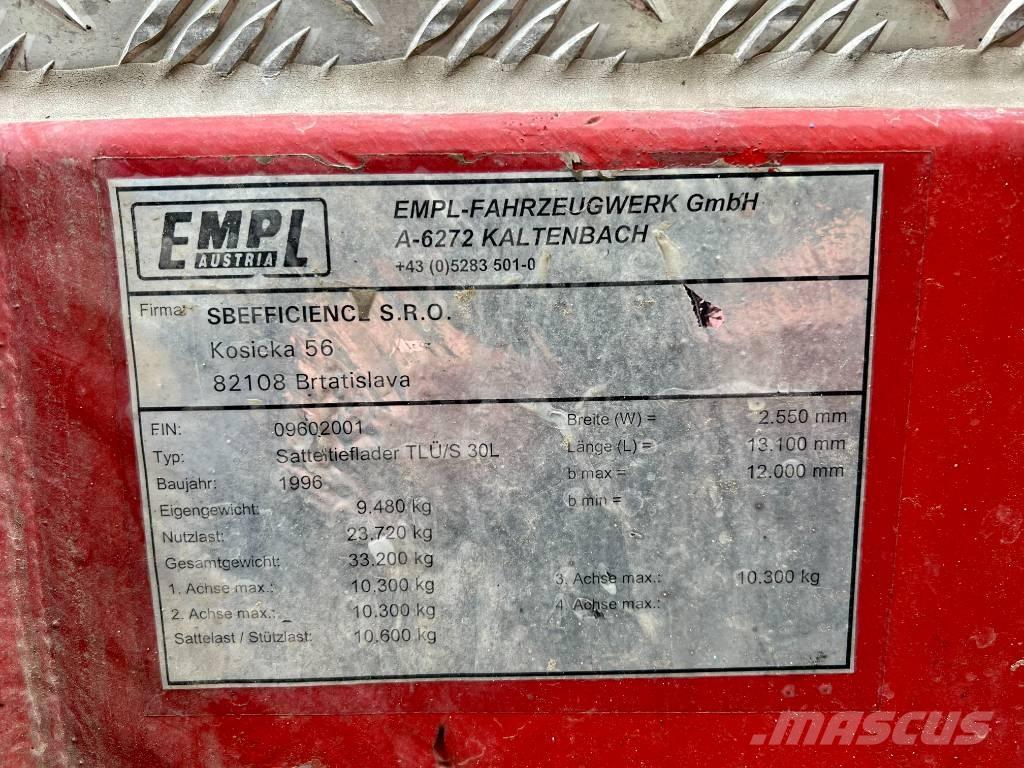 EMPL
AUSTRIA
EMPL-FAHRZEUGWERK GmbH
A-6272 KALTENBACH
+43 (0)5283 501-0
Firma: SBEFFICIENCE S.R.O.
Kosicka 56
82108 Brtatislava
FIN: 09602001
Typ: Satteltieflader TLÜ/S 30L
Baujahr: 1996
Eigengewicht: 9.480 kg
Nutzlast: 23.720 kg
Gesamtgewicht: 33.200 kg
1. Achse max.: 10.300 kg
2. Achse max.: 10.300 kg
Sattelast / Stützlast: 10.600 kg
Breite (W) = 2.550 mm
Länge (L) = 13.100 mm
b max = 12.000 mm
b min =
3. Achse max.: 10.300 kg
4. Achse max.:
MASCUS